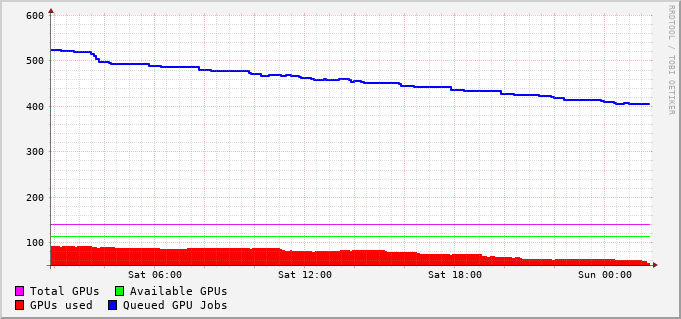 600
500
400
300
200
100
Sat 06:00 Sat 12:00 Sat 18:00 Sun 00:00
Total GPUs Available GPUs
GPUs used Queued GPU Jobs
RRDTOOL / TOBI OETIKER